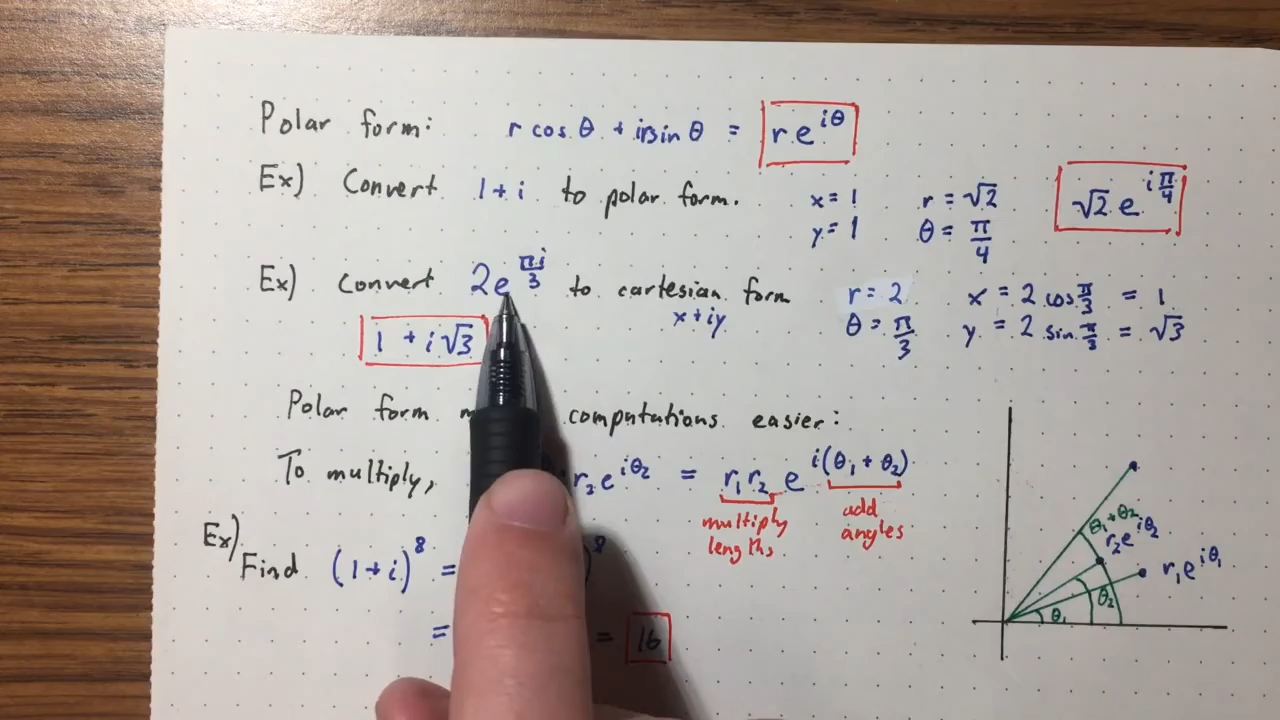 Polar form: r cos θ + i r sin θ = r e^{iθ}
Ex) Convert 1 + i to polar form. x = 1 r = √2 √2 e^{i π/4}
y = 1 θ = π/4
Ex) Convert 2e^{πi/3} to cartesian form r = 2 x = 2 cos π/3 = 1
x + iy θ = π/3 y = 2 sin π/3 = √3
1 + i√3
Polar form computations easier:
To multiply, r₂e^{iθ₂} = r₁r₂ e^{i(θ₁ + θ₂)}
multiply lengths
add angles
Ex) Find (1+i)^8 = )^8
= = 16
θ₁ + θ₂
r₂e^{iθ₂}
r₁e^{iθ₁}
θ₂
θ₁